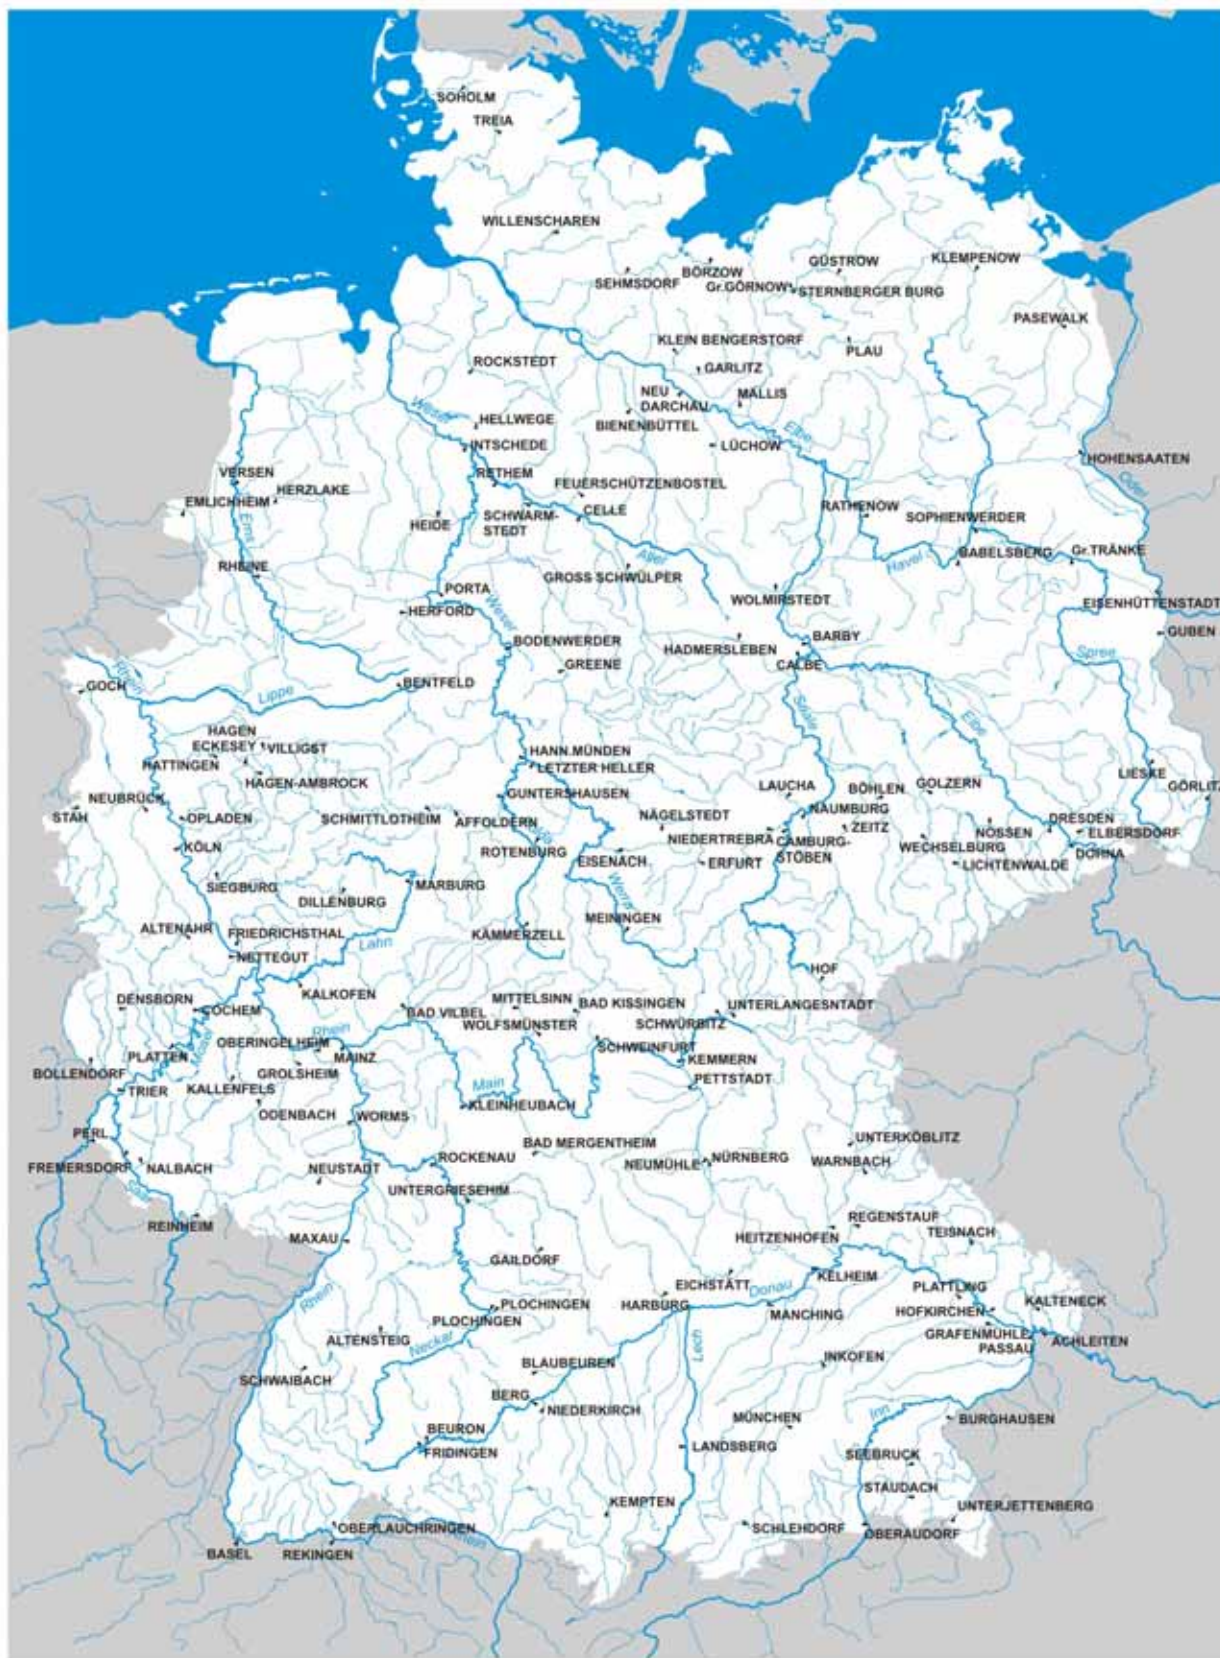 SOHOLM
TREIA
WILLENSCHAREN
SEHMSDORF
BÖRZOW
Gr.GÖRNOW
GÜSTROW
STERNBERGER BURG
KLEMPENOW
PASEWALK
KLEIN BENGERSTORF
PLAU
GARLITZ
ROCKSTEDT
NEU
DARCHAU
MALLIS
Weser
HELLWEGE
BIENENBÜTTEL
Elbe
INTSCHEDE
LÜCHOW
HOHENSAATEN
VERSEN
RETHEM
FEUERSCHÜTZENBOSTEL
Oder
EMLICHHEIM
HERZLAKE
HEIDE
SCHWARM-
STEDT
CELLE
RATHENOW
SOPHIENWERDER
Ems
BABELSBERG
Gr.TRÄNKE
Havel
RHEINE
GROSS SCHWÜLPER
PORTA
WOLMIRSTEDT
EISENHÜTTENSTADT
HERFORD
Weser
GUBEN
BODENWERDER
HADMERSLEBEN
BARBY
Spree
GREENE
CALBE
Rhein
GOCH
Lippe
BENTFELD
Saale
Elbe
HAGEN
ECKESEY
VILLIGST
HATTINGEN
HANN.MÜNDEN
LETZTER HELLER
HAGEN-AMBROCK
LIESKE
NEUBRÜCK
GUNTERSHAUSEN
LAUCHA
BÖHLEN
GOLZERN
GÖRLITZ
STAH
OPLADEN
SCHMITTLOTHEIM
AFFOLDERN
NÄGELSTEDT
NAUMBURG
KÖLN
ROTENBURG
NIEDERTREBRA
CAMBURG-
STÖBEN
ZEITZ
WECHSELBURG
NOSSEN
DRESDEN
ELBERSDORF
DOHNA
EISENACH
ERFURT
LICHTENWALDE
SIEGBURG
MARBURG
DILLENBURG
Werra
ALTENAHR
FRIEDRICHSTHAL
Lahn
KÄMMERZELL
MEININGEN
NETTEGUT
HOF
DENSBORN
KALKOFEN
COCHEM
BAD VILBEL
MITTELSINN
BAD KISSINGEN
UNTERLANGESNTADT
WOLFSMÜNSTER
SCHWÜRBITZ
Rhein
OBERINGELHEIM
MAINZ
SCHWEINFURT
Mosel
PLATTEN
KEMMERN
BOLLENDORF
GROLSHEIM
TRIER
KALLENFELS
Main
PETTSTADT
KLEINHEUBACH
ODENBACH
WORMS
PERL
BAD MERGENTHEIM
UNTERKÖBLITZ
FREMERSDORF
NALBACH
NEUSTADT
ROCKENAU
NEUMÜHLE
NÜRNBERG
WARNBACH
Saar
UNTERGRIESEHIM
REINHEIM
REGENSTAUF
MAXAU
HEITZENHOFEN
TEISNACH
GAILDORF
EICHSTÄTT
KELHEIM
Donau
PLATTLING
Rhein
PLOCHINGEN
HARBURG
MANCHING
HOFKIRCHEN
KALTENECK
PLOCHINGEN
GRAFENMÜHLE
PASSAU
ACHLEITEN
ALTENSTEIG
Neckar
Lech
INKOFEN
BLAUBEUREN
SCHWAIBACH
BERG
NIEDERKIRCH
MÜNCHEN
Inn
BURGHAUSEN
BEURON
FRIDINGEN
LANDSBERG
SEEBRUCK
STAUDACH
KEMPTEN
UNTERJETTENBERG
OBERLAUCHRINGEN
SCHLEHDORF
OBERAUDORF
Rhein
BASEL
REKINGEN